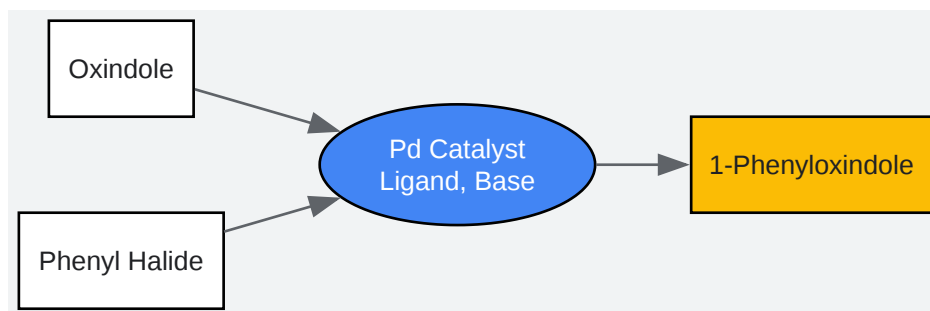 Oxindole
Phenyl Halide
Pd Catalyst
Ligand, Base
1-Phenyloxindole